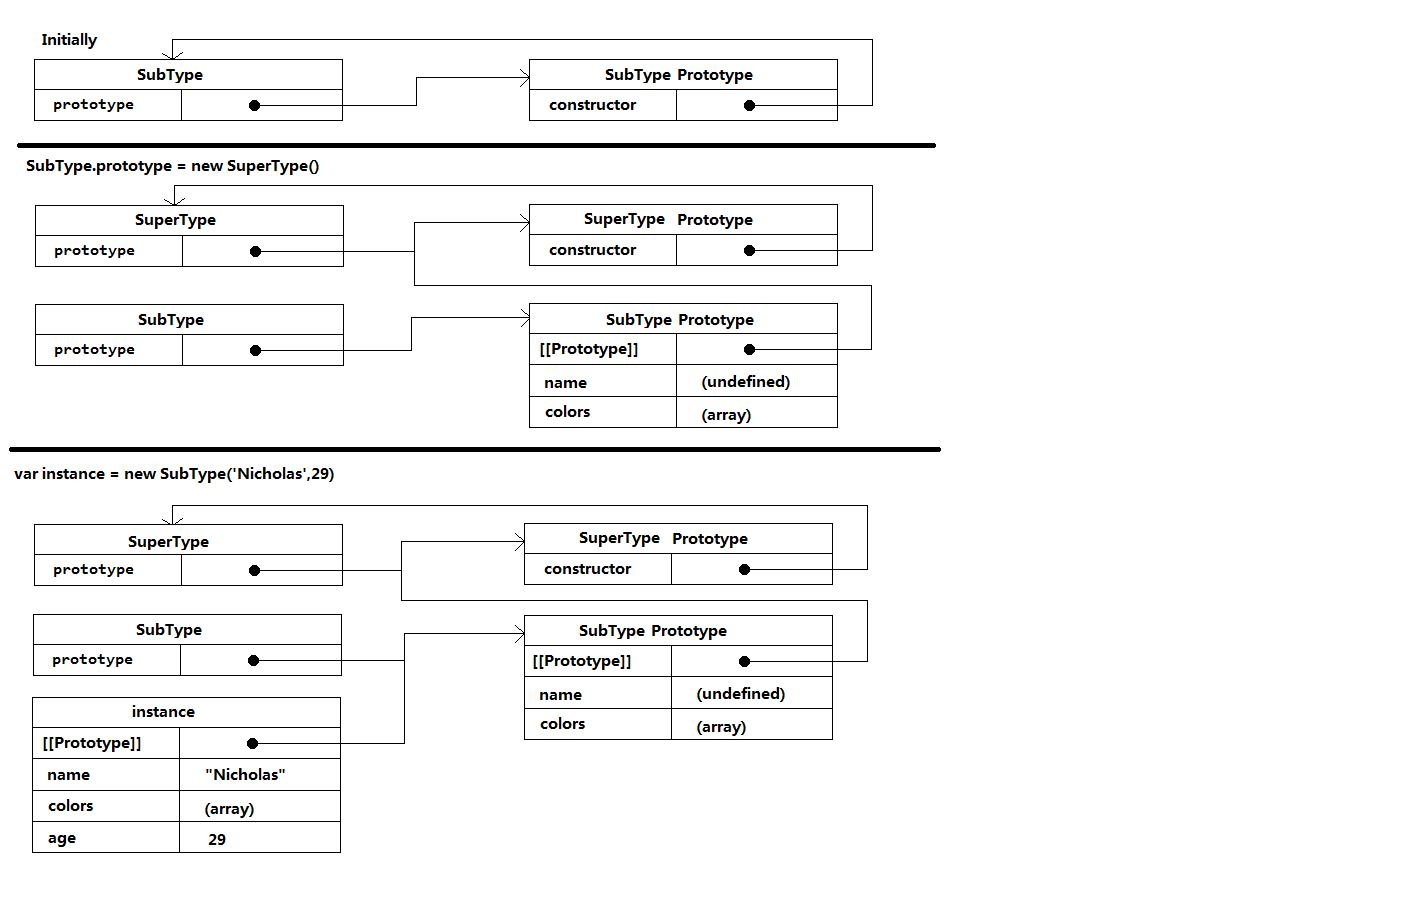 Initially
SubType
SubType Prototype
prototype
constructor
SubType.prototype = new SuperType()
SuperType
SuperType Prototype
prototype
constructor
SubType
SubType Prototype
prototype
[[Prototype]]
name
(undefined)
colors
(array)
var instance = new SubType('Nicholas',29)
SuperType
SuperType Prototype
prototype
constructor
SubType
SubType Prototype
prototype
[[Prototype]]
name
(undefined)
colors
(array)
instance
[[Prototype]]
name
"Nicholas"
colors
(array)
age
29